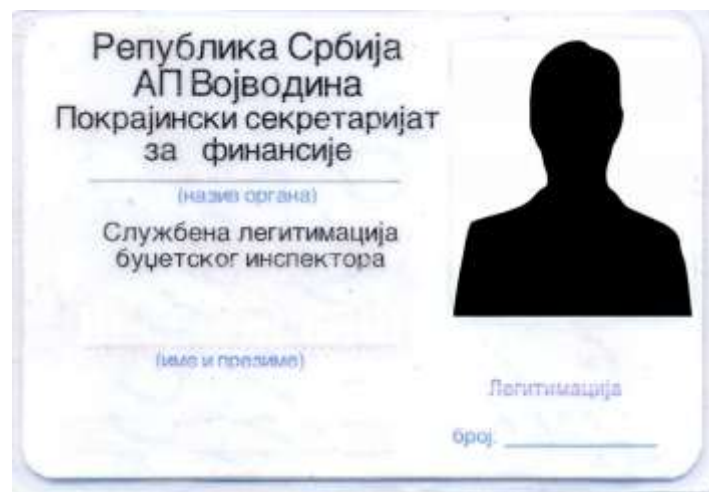 Република Србија
АП Војводина
Покрајински секретаријат
за финансије
(назив органа)
Службена легитимација
буџетског инспектора
(име и презиме)
Легитимација
број: